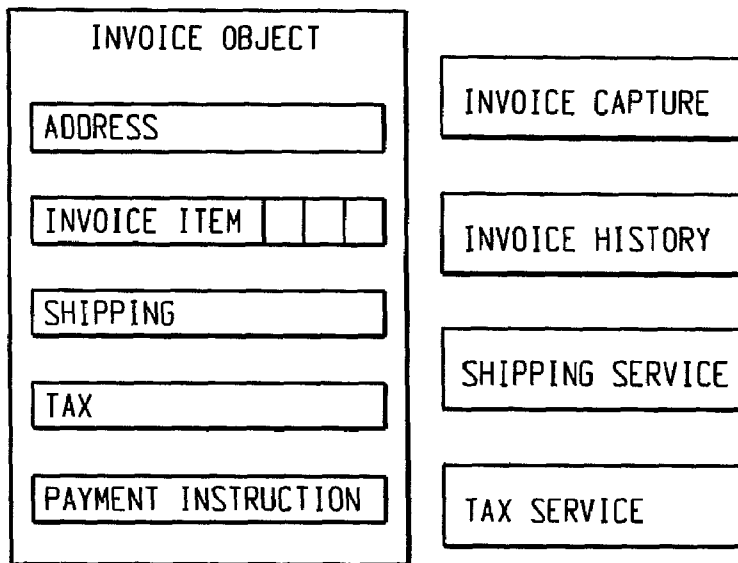 INVOICE OBJECT
ADDRESS
INVOICE ITEM
SHIPPING
TAX
PAYMENT INSTRUCTION
INVOICE CAPTURE
INVOICE HISTORY
SHIPPING SERVICE
TAX SERVICE